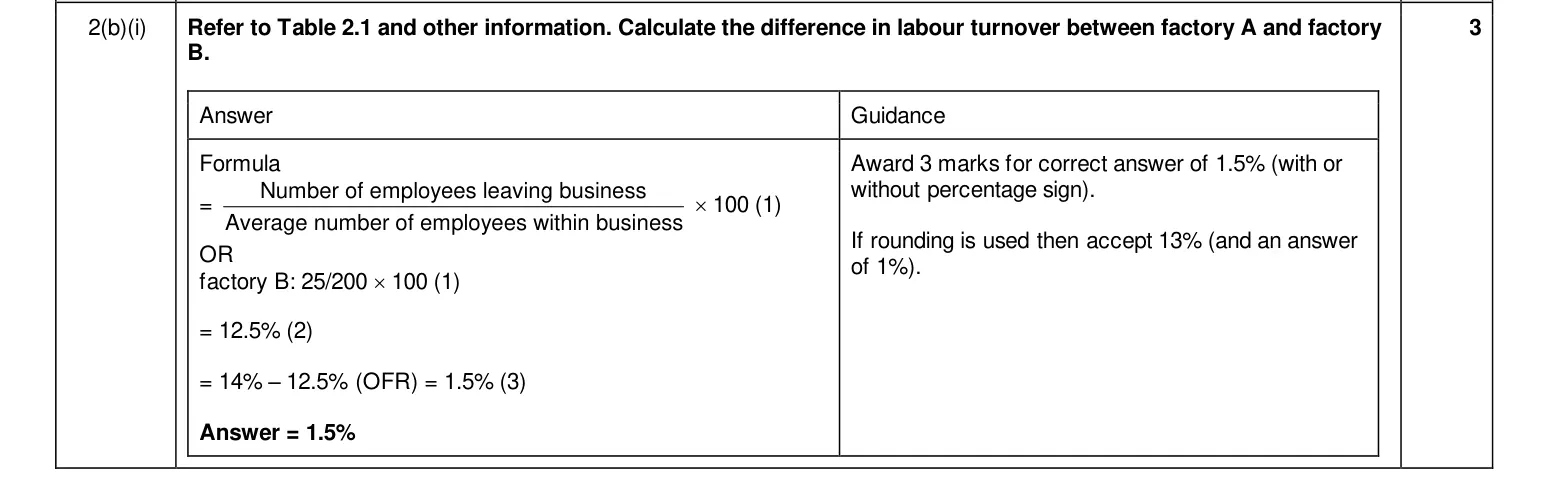 2(b)(i)
Refer to Table 2.1 and other information. Calculate the difference in labour turnover between factory A and factory
B.
3
Answer
Guidance
Formula
= Number of employees leaving business
Average number of employees within business × 100 (1)
OR
factory B: 25/200 × 100 (1)
= 12.5% (2)
= 14% – 12.5% (OFR) = 1.5% (3)
Answer = 1.5%
Award 3 marks for correct answer of 1.5% (with or
without percentage sign).
If rounding is used then accept 13% (and an answer
of 1%).